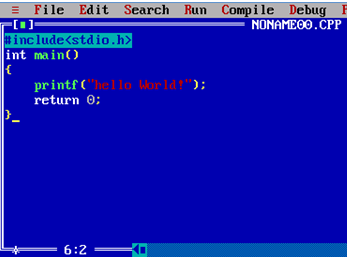 ≡ File Edit Search Run Compile Debug
NONAME00.CPP
#include<stdio.h>
int main()
{
    printf("hello World!");
    return 0;
}
6:2